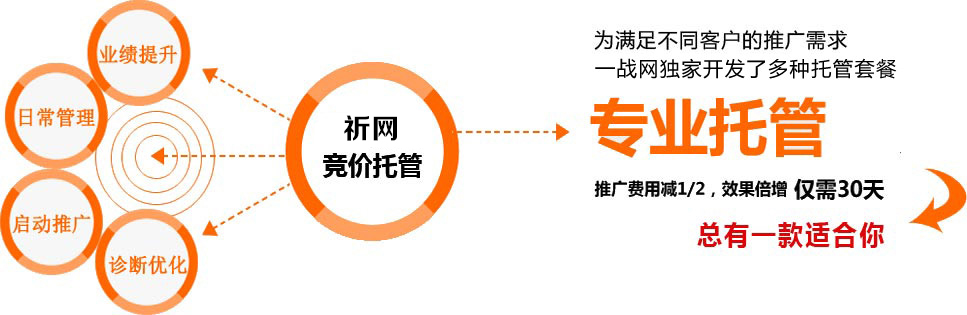 业绩提升
日常管理
启动推广
诊断优化
祈网
竞价托管
为满足不同客户的推广需求
一战网独家开发了多种托管套餐
专业托管
推广费用减1/2，效果倍增 仅需30天
总有一款适合你